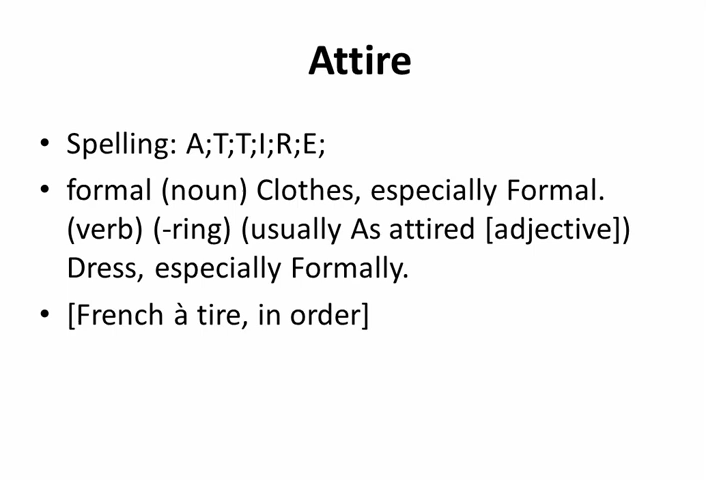 Attire
• Spelling: A;T;T;I;R;E;
• formal (noun) Clothes, especially Formal.
(verb) (-ring) (usually As attired [adjective])
Dress, especially Formally.
• [French à tire, in order]